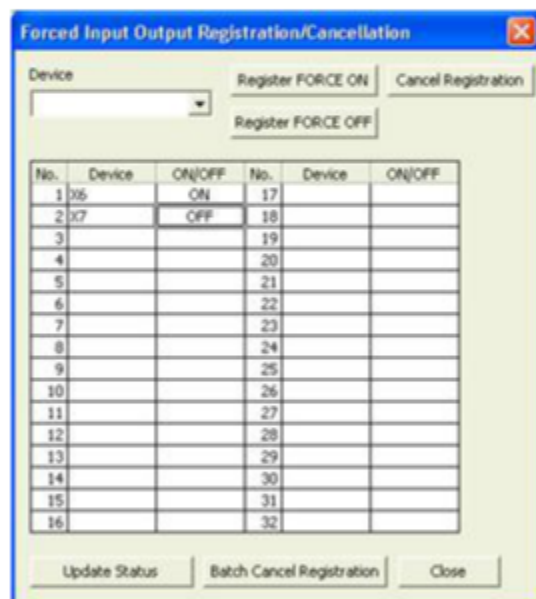 Forced Input Output Registration/Cancellation
Device
Register FORCE ON
Cancel Registration
Register FORCE OFF
No. Device ON/OFF No. Device ON/OFF
1 X6 ON 17
2 X7 OFF 18
3 19
4 20
5 21
6 22
7 23
8 24
9 25
10 26
11 27
12 28
13 29
14 30
15 31
16 32
Update Status Batch Cancel Registration Close